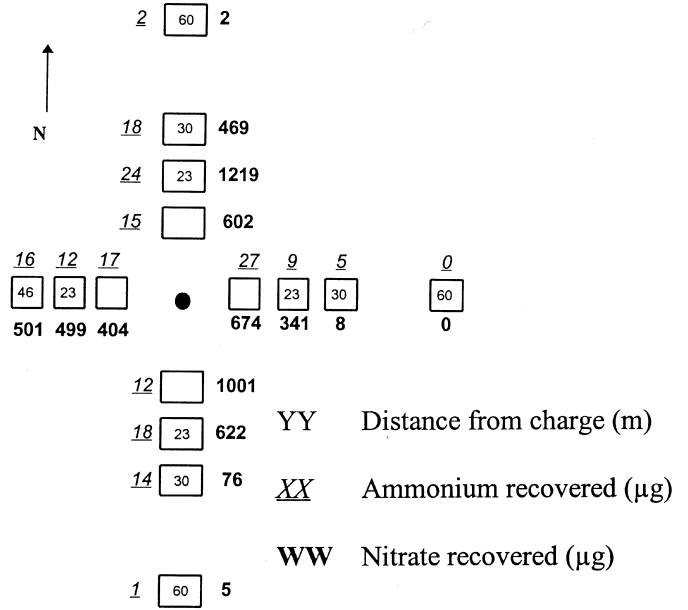 2 60 2
N
18 30 469
24 23 1219
15 602
16 12 17 27 9 5 0
46 23 23 30 60
501 499 404 674 341 8 0
12 1001
YY Distance from charge (m)
18 23 622
14 30 76
XX Ammonium recovered (µg)
WW Nitrate recovered (µg)
1 60 5